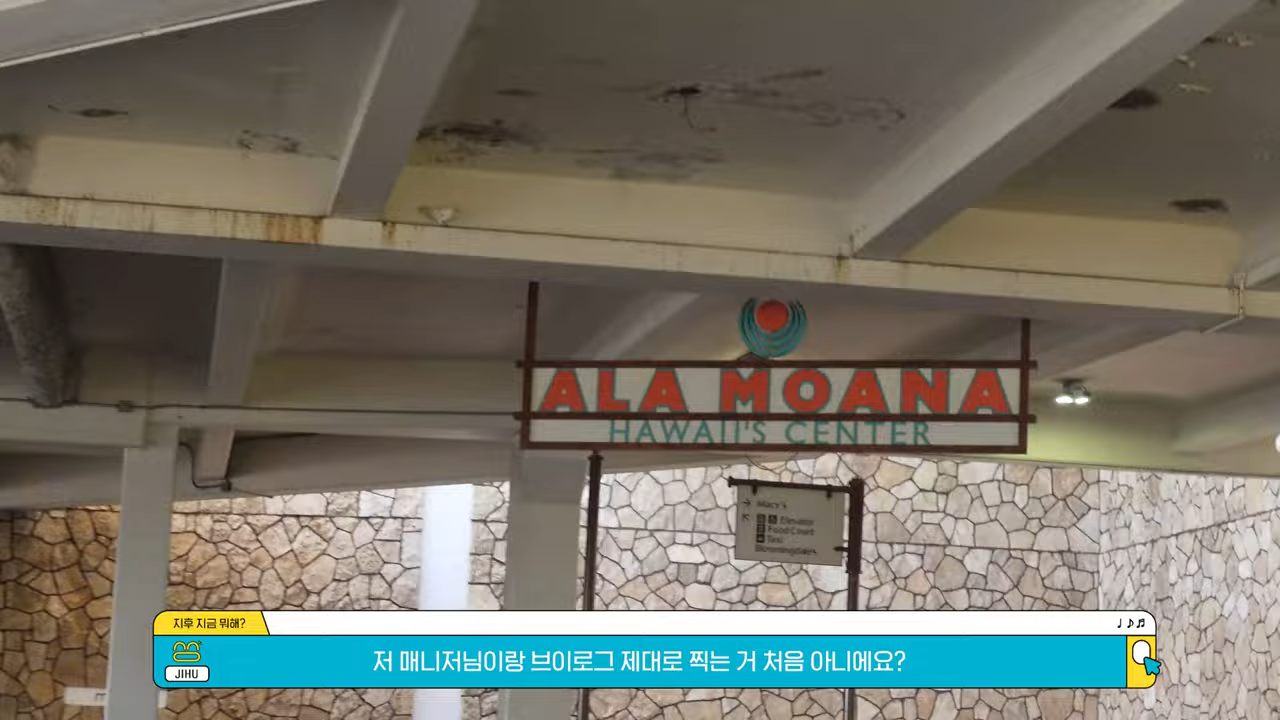 ALA MOANA
HAWAII'S CENTER
Macy's
Elevator
Food Court
Taxi
Bloomingdales
지후 지금 뭐해?
JIHU
저 매니저님이랑 브이로그 제대로 찍는 거 처음 아니에요?